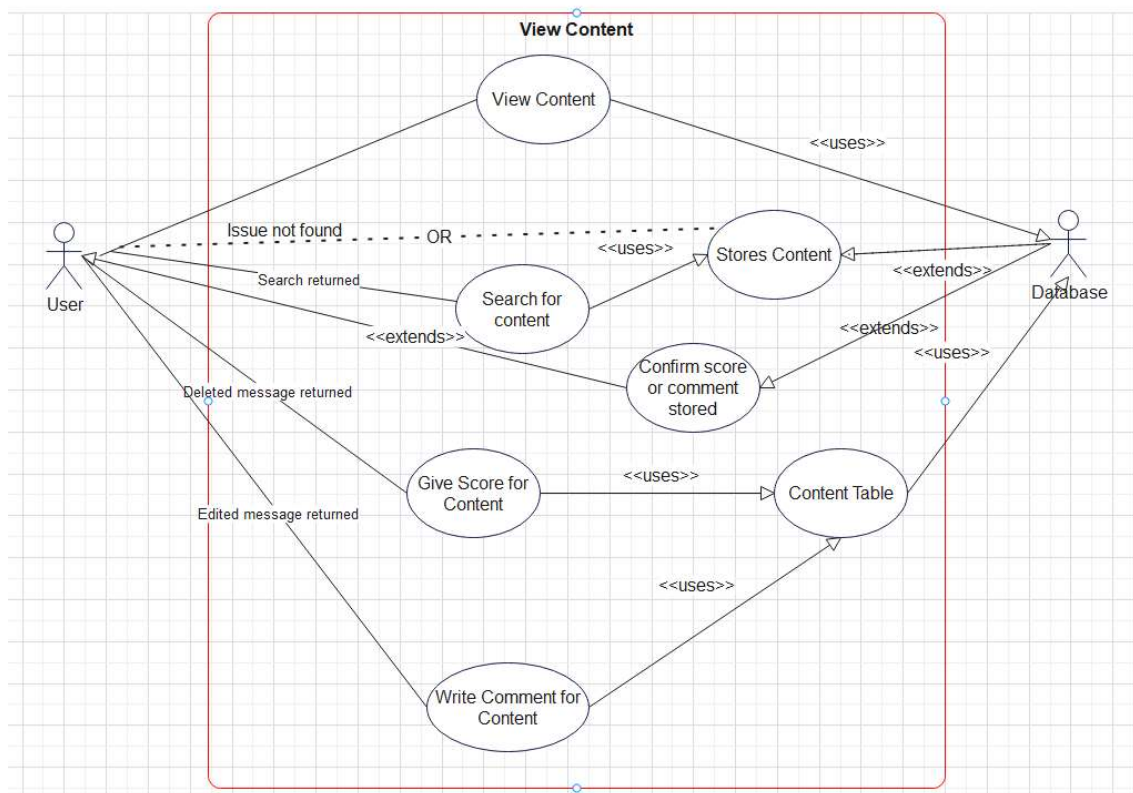 View Content
View Content
<<uses>>
Issue not found
OR
<<uses>>
Stores Content
<<extends>>
Database
User
Search returned
Search for
content
<<extends>>
<<extends>>
<<uses>>
Confirm score
or comment
stored
Deleted message returned
Give Score for
Content
<<uses>>
Content Table
Edited message returned
<<uses>>
Write Comment for
Content